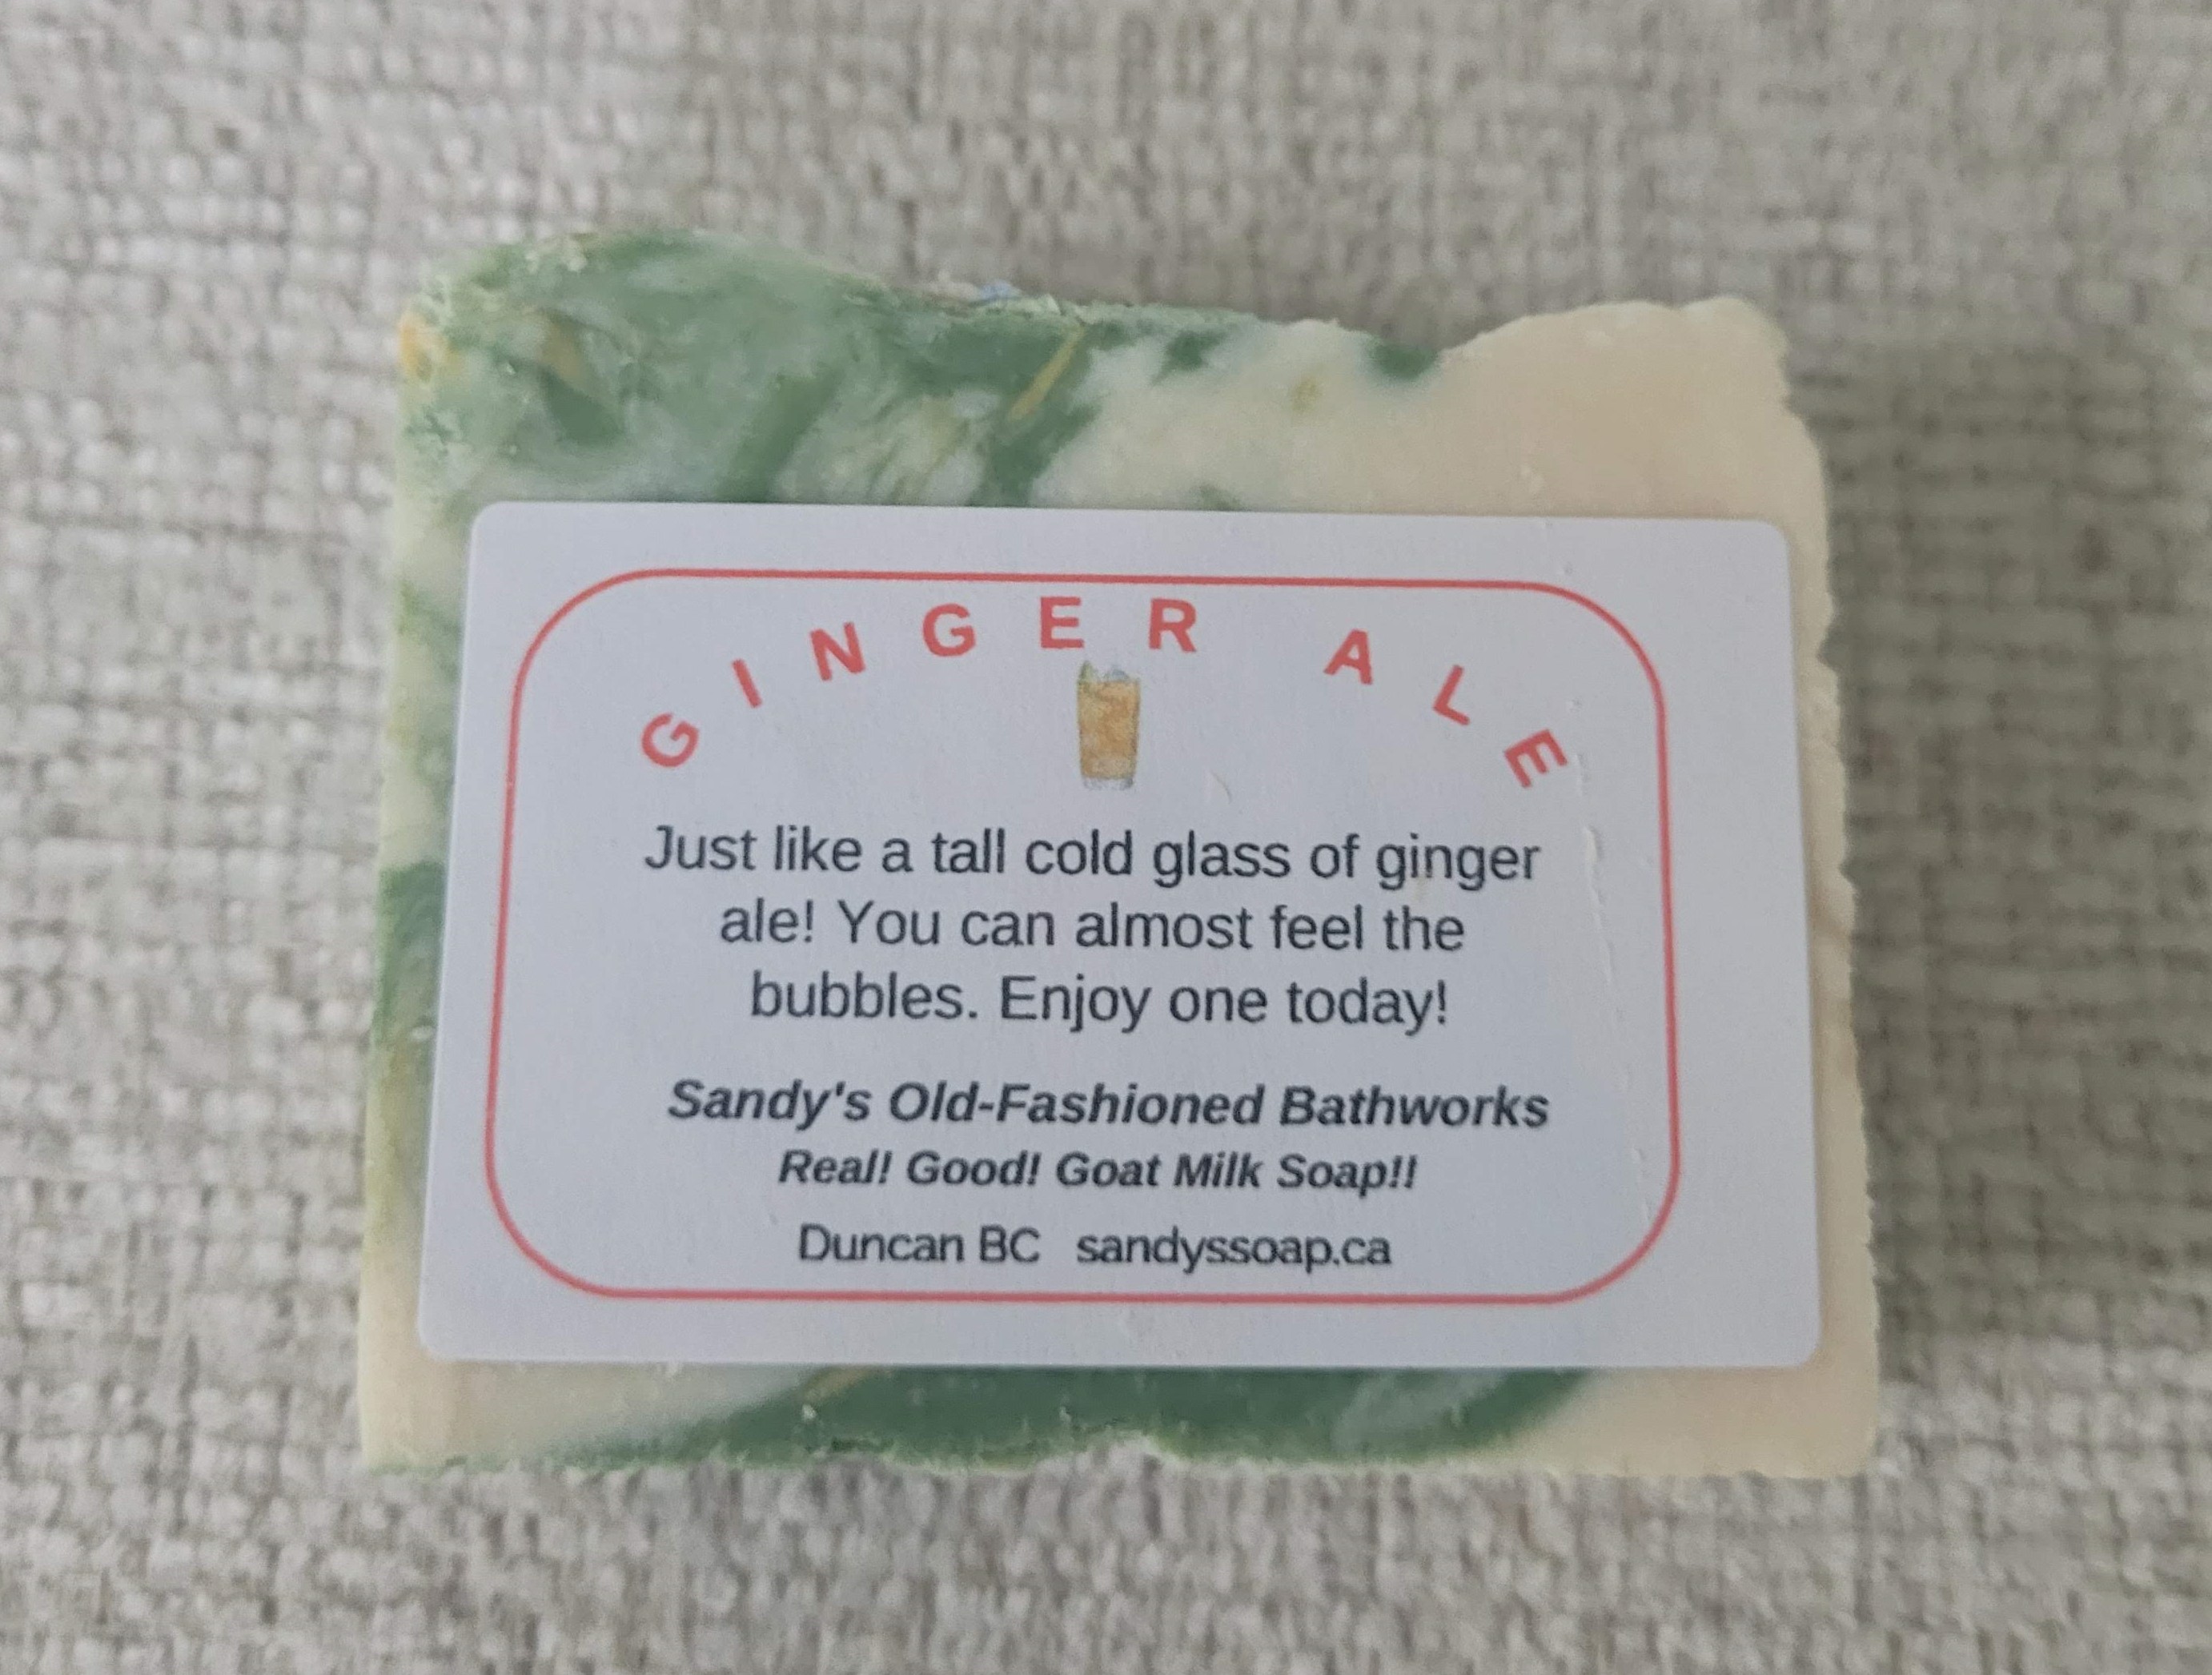 GINGER ALE
Just like a tall cold glass of ginger
ale! You can almost feel the
bubbles. Enjoy one today!
Sandy's Old-Fashioned Bathworks
Real! Good! Goat Milk Soap!!
Duncan BC sandyssoap.ca